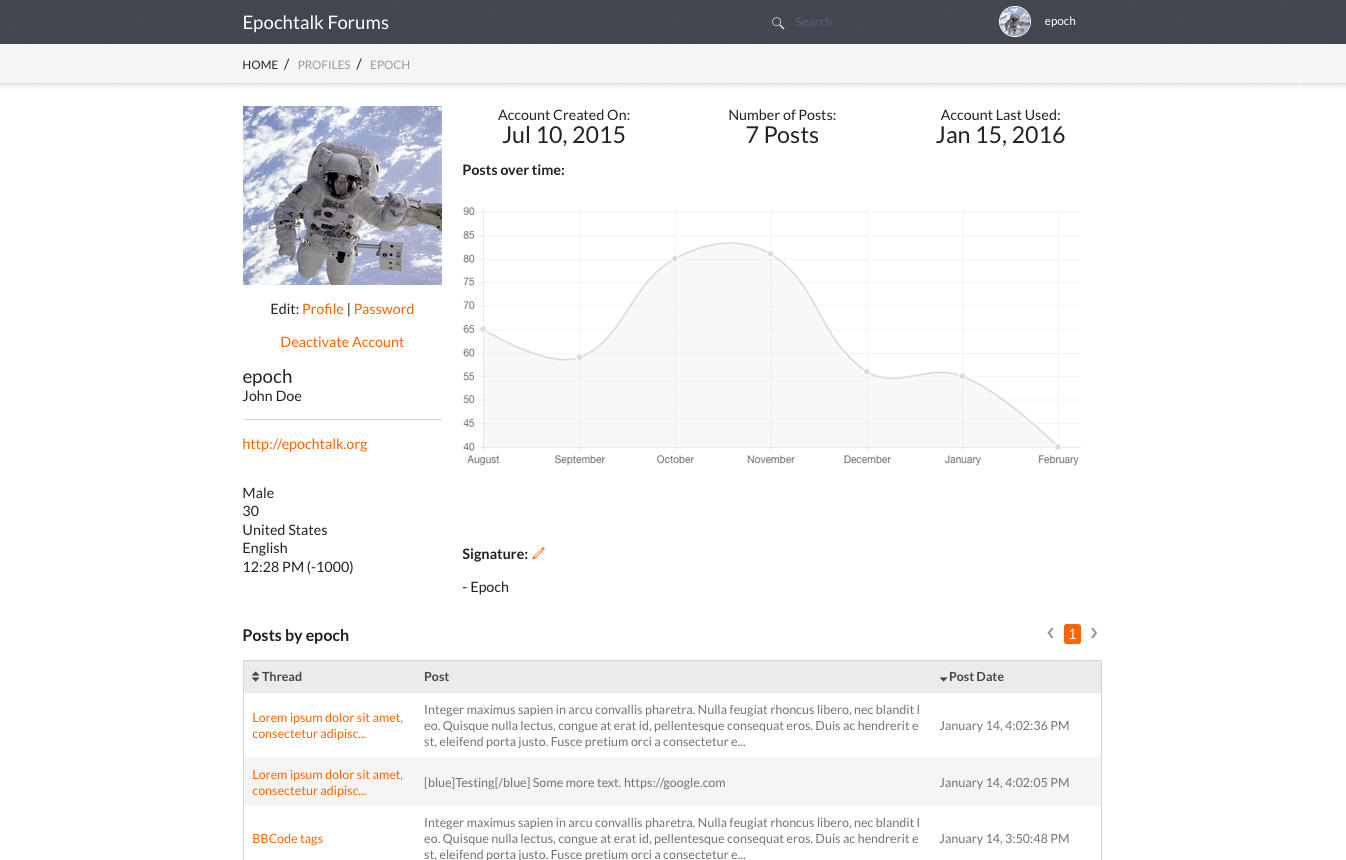 Epochtalk Forums
Search
epoch
HOME / PROFILES / EPOCH
Account Created On:
Jul 10, 2015
Number of Posts:
7 Posts
Account Last Used:
Jan 15, 2016
Posts over time:
90
85
80
75
70
65
60
55
50
45
40
August September October November December January February
Edit: Profile | Password
Deactivate Account
epoch
John Doe
http://epochtalk.org
Male
30
United States
English
12:28 PM (-1000)
Signature:
- Epoch
Posts by epoch
1
Thread Post Post Date
Lorem ipsum dolor sit amet,
consectetur adipisc...
Integer maximus sapien in arcu convallis pharetra. Nulla feugiat rhoncus libero, nec blandit l
eo. Quisque nulla lectus, congue at erat id, pellentesque consequat eros. Duis ac hendrerit e
st, eleifend porta justo. Fusce pretium orci a consectetur e...
January 14, 4:02:36 PM
Lorem ipsum dolor sit amet,
consectetur adipisc...
[blue]Testing[/blue] Some more text. https://google.com
January 14, 4:02:05 PM
BBCode tags
Integer maximus sapien in arcu convallis pharetra. Nulla feugiat rhoncus libero, nec blandit l
eo. Quisque nulla lectus, congue at erat id, pellentesque consequat eros. Duis ac hendrerit e
st, eleifend porta justo. Fusce pretium orci a consectetur e...
January 14, 3:50:48 PM